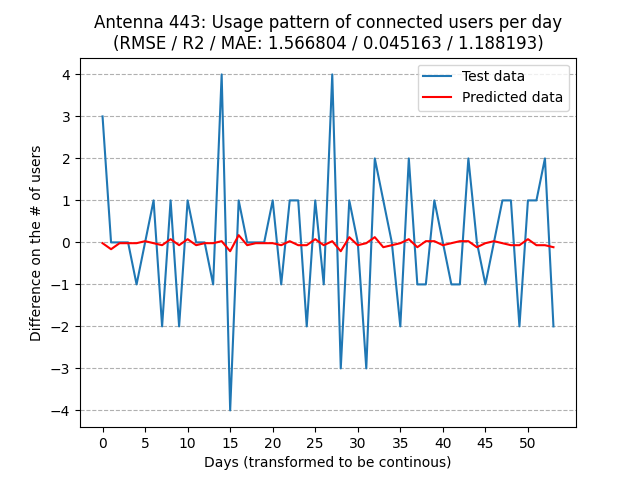 Antenna 443: Usage pattern of connected users per day
(RMSE / R2 / MAE: 1.566804 / 0.045163 / 1.188193)
Test data
Predicted data
4
3
2
1
0
−1
−2
−3
−4
Difference on the # of users
0 5 10 15 20 25 30 35 40 45 50
Days (transformed to be continous)